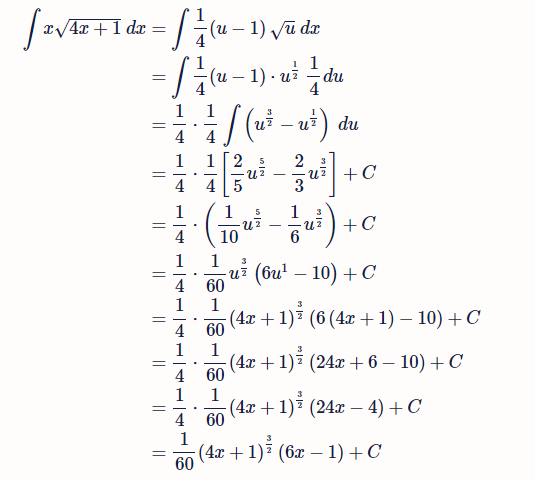 ∫ x√(4x + 1) dx = ∫ 1/4 (u − 1) √u dx
= ∫ 1/4 (u − 1) · u^(1/2) 1/4 du
= 1/4 · 1/4 ∫ (u^(3/2) − u^(1/2)) du
= 1/4 · 1/4 [2/5 u^(5/2) − 2/3 u^(3/2)] + C
= 1/4 · (1/10 u^(5/2) − 1/6 u^(3/2)) + C
= 1/4 · 1/60 u^(3/2) (6u^1 − 10) + C
= 1/4 · 1/60 (4x + 1)^(3/2) (6 (4x + 1) − 10) + C
= 1/4 · 1/60 (4x + 1)^(3/2) (24x + 6 − 10) + C
= 1/4 · 1/60 (4x + 1)^(3/2) (24x − 4) + C
= 1/60 (4x + 1)^(3/2) (6x − 1) + C